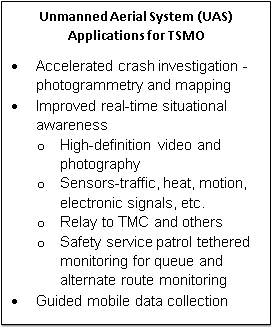 Unmanned Aerial System (UAS)
Applications for TSMO
• Accelerated crash investigation -
photogrammetry and mapping
• Improved real-time situational
awareness
o High-definition video and
photography
o Sensors-traffic, heat, motion,
electronic signals, etc.
o Relay to TMC and others
o Safety service patrol tethered
monitoring for queue and
alternate route monitoring
• Guided mobile data collection